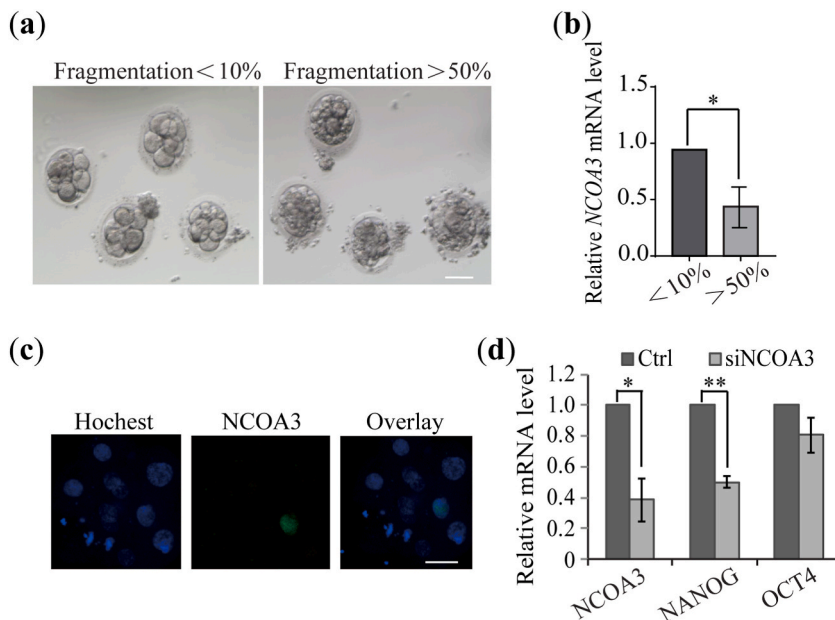 (a)
Fragmentation<10%
Fragmentation>50%
(b)
Relative NCOA3 mRNA level
1.5
1.0
0.5
0.0
*
<10%
>50%
(c)
Hochest
NCOA3
Overlay
(d)
Ctrl
siNCOA3
Relative mRNA level
1.2
1
0.8
0.6
0.4
0.2
0
*
**
NCOA3
NANOG
OCT4